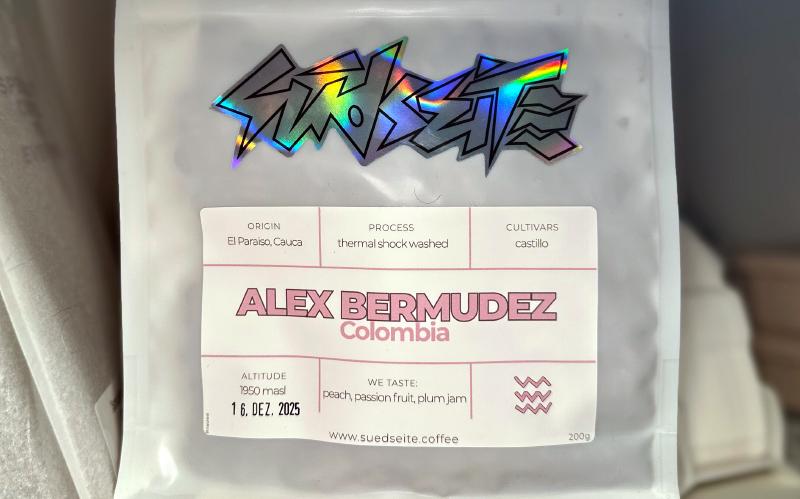 SUEDSEITE
ORIGIN
El Paraiso, Cauca
PROCESS
thermal shock washed
CULTIVARS
castillo
ALEX BERMUDEZ
Colombia
ALTITUDE
1950 masl
16. DEZ. 2025
WE TASTE:
peach, passion fruit, plum jam
www.suedseite.coffee
200g